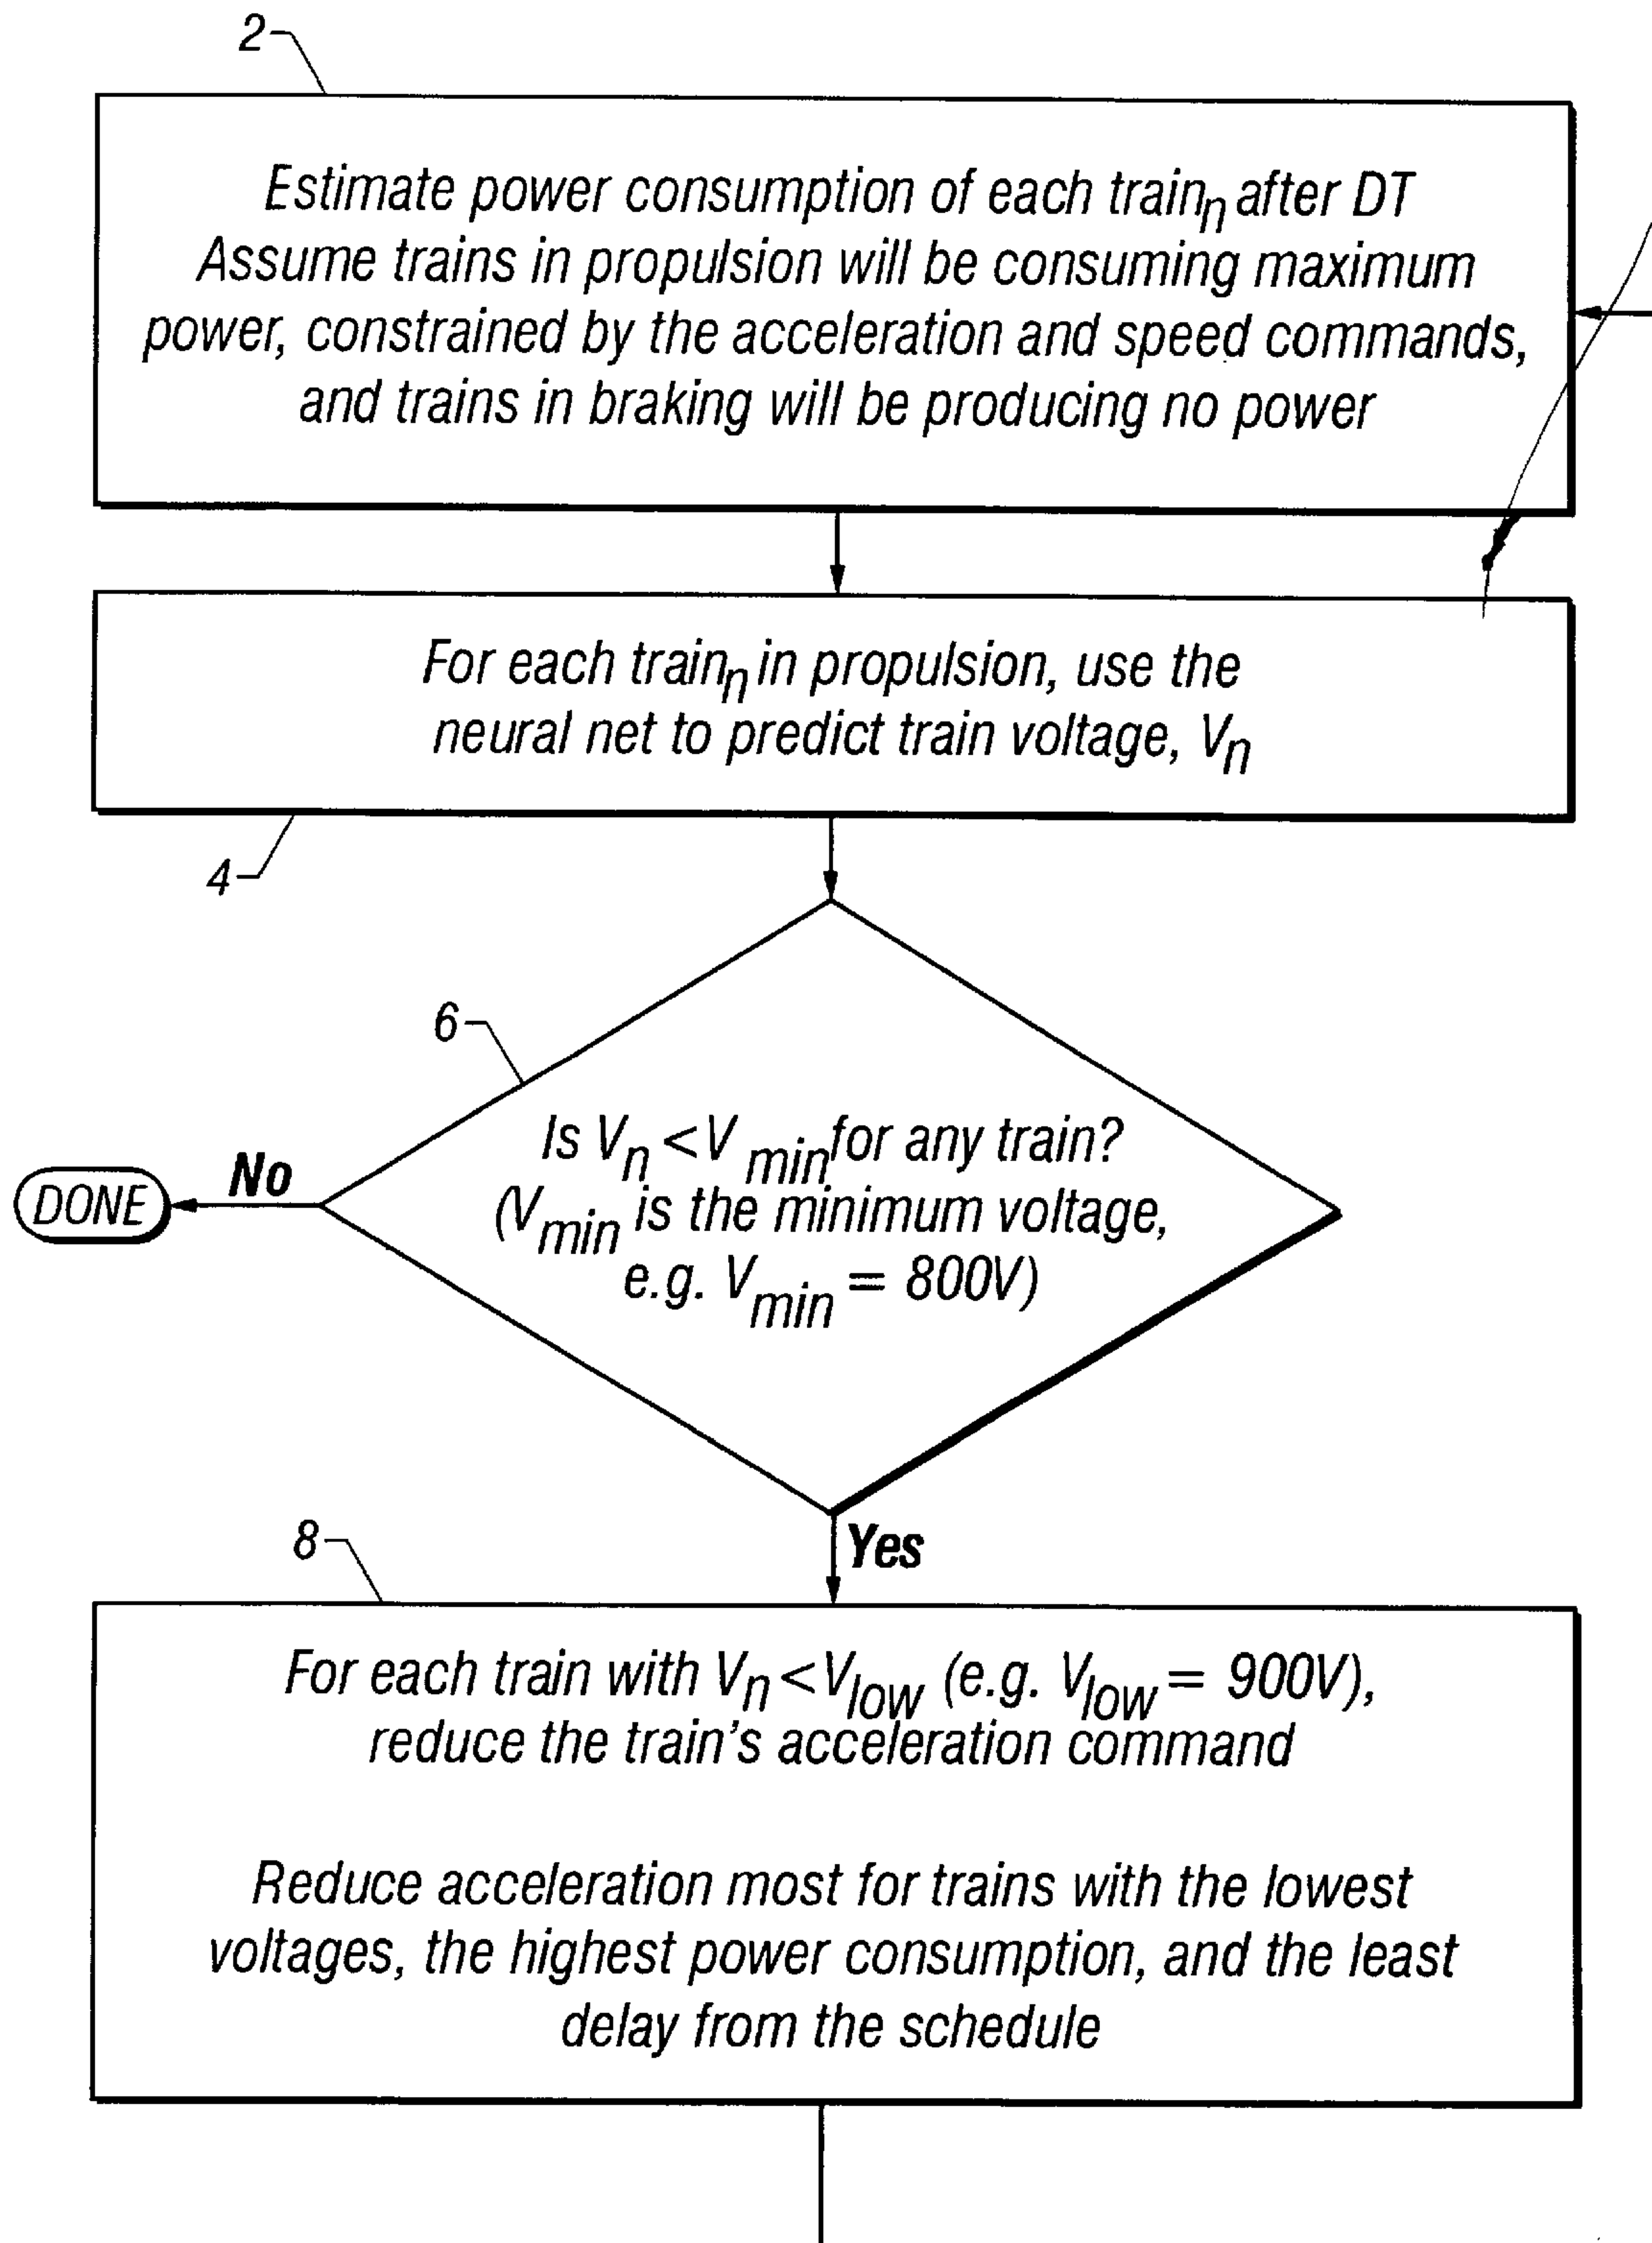 2
Estimate power consumption of each trainn after DT
Assume trains in propulsion will be consuming maximum
power, constrained by the acceleration and speed commands,
and trains in braking will be producing no power
For each trainn in propulsion, use the
neural net to predict train voltage, Vn
4
6
Is Vn < Vmin for any train?
(Vmin is the minimum voltage,
e.g. Vmin = 800V)
No
DONE
Yes
8
For each train with Vn < Vlow (e.g. Vlow = 900V),
reduce the train's acceleration command
Reduce acceleration most for trains with the lowest
voltages, the highest power consumption, and the least
delay from the schedule